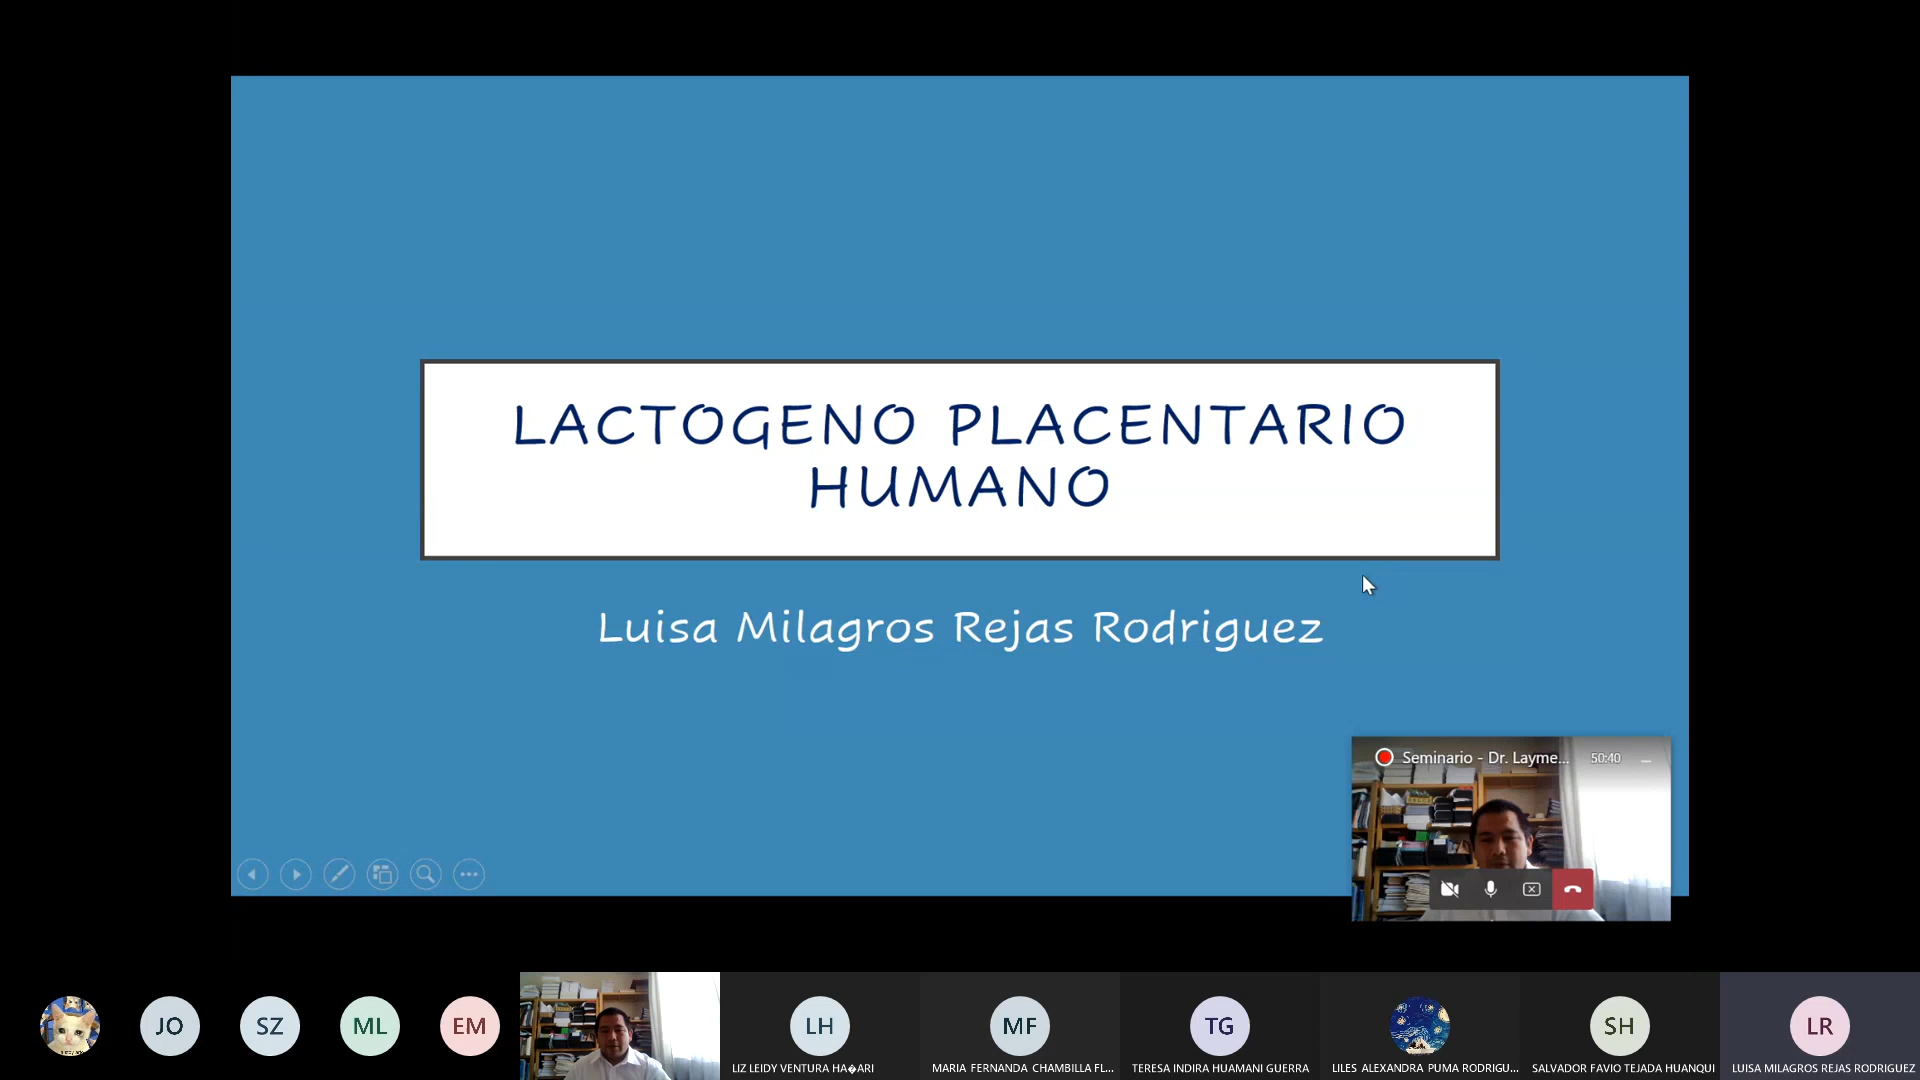 LACTOGENO PLACENTARIO
HUMANO
Luisa Milagros Rejas Rodriguez
Seminario - Dr. Layme... 50:40
JO
SZ
ML
EM
LH
MF
TG
SH
LR
LIZ LEIDY VENTURA HA�ARI
MARIA FERNANDA CHAMBILLA FL...
TERESA INDIRA HUAMANI GUERRA
LILES ALEXANDRA PUMA RODRIGU...
SALVADOR FAVIO TEJADA HUANQUI
LUISA MILAGROS REJAS RODRIGUEZ